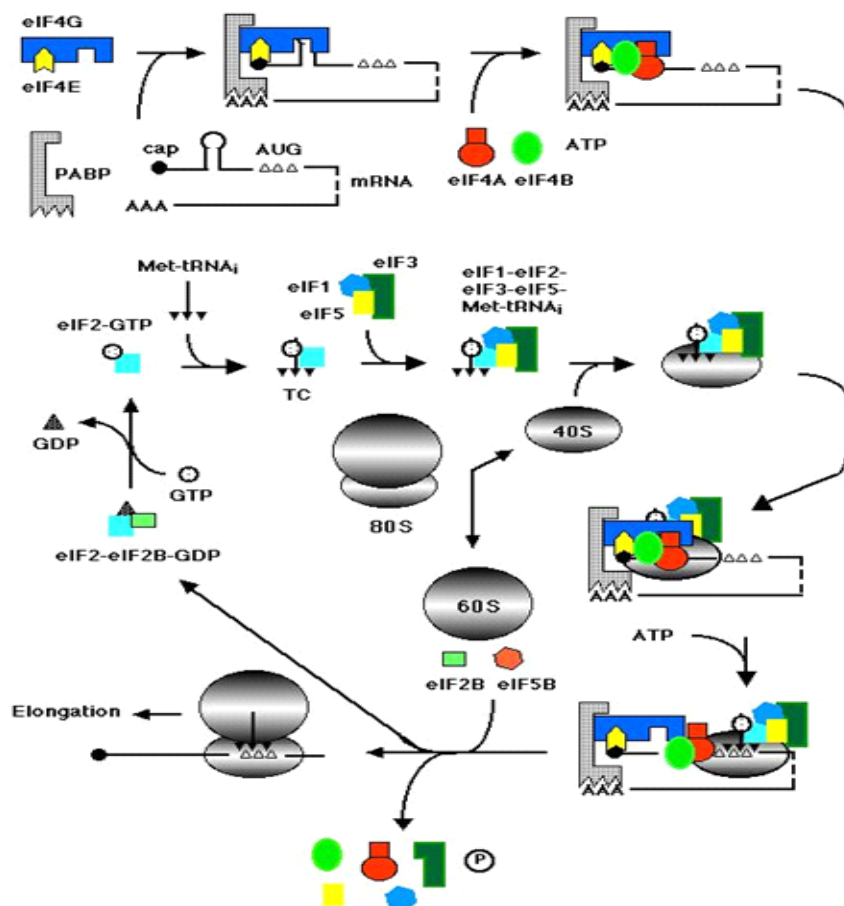 eIF4G
eIF4E
PABP
cap
AUG
mRNA
AAA
AAA
eIF4A
eIF4B
ATP
AAA
Met-tRNAi
eIF2-GTP
TC
eIF1
eIF3
eIF5
eIF1-eIF2-
eIF3-eIF5-
Met-tRNAi
GDP
GTP
eIF2-eIF2B-GDP
80S
40S
60S
eIF2B
eIF5B
AAA
ATP
AAA
Elongation
P